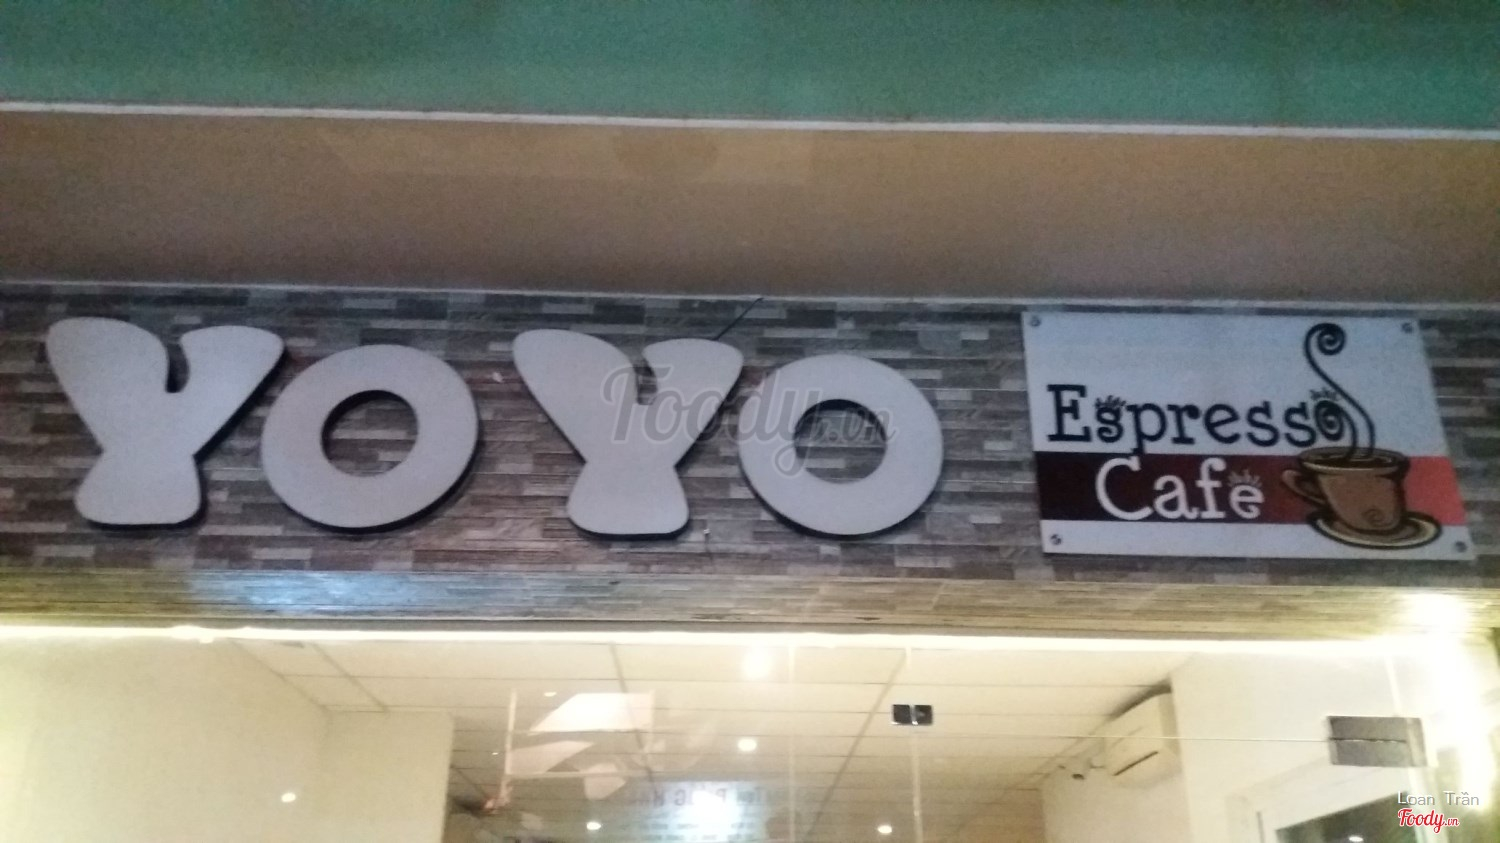 YOYO
Espresso
Cafe
Foody.vn
Loan Trần
Foody.vn